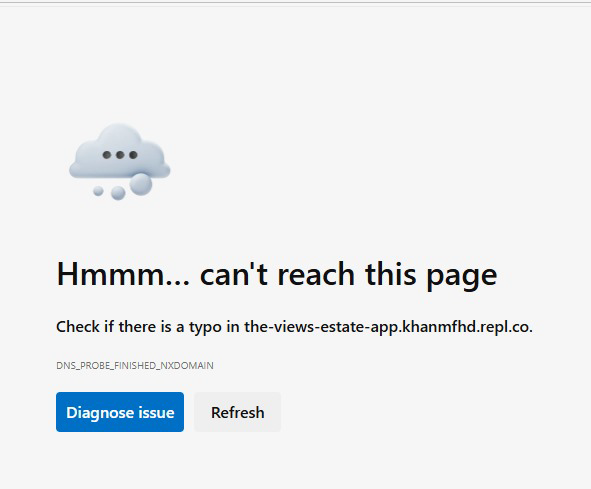 Hmmm... can't reach this page
Check if there is a typo in the-views-estate-app.khanmfhd.repl.co.
DNS_PROBE_FINISHED_NXDOMAIN
Diagnose issue Refresh